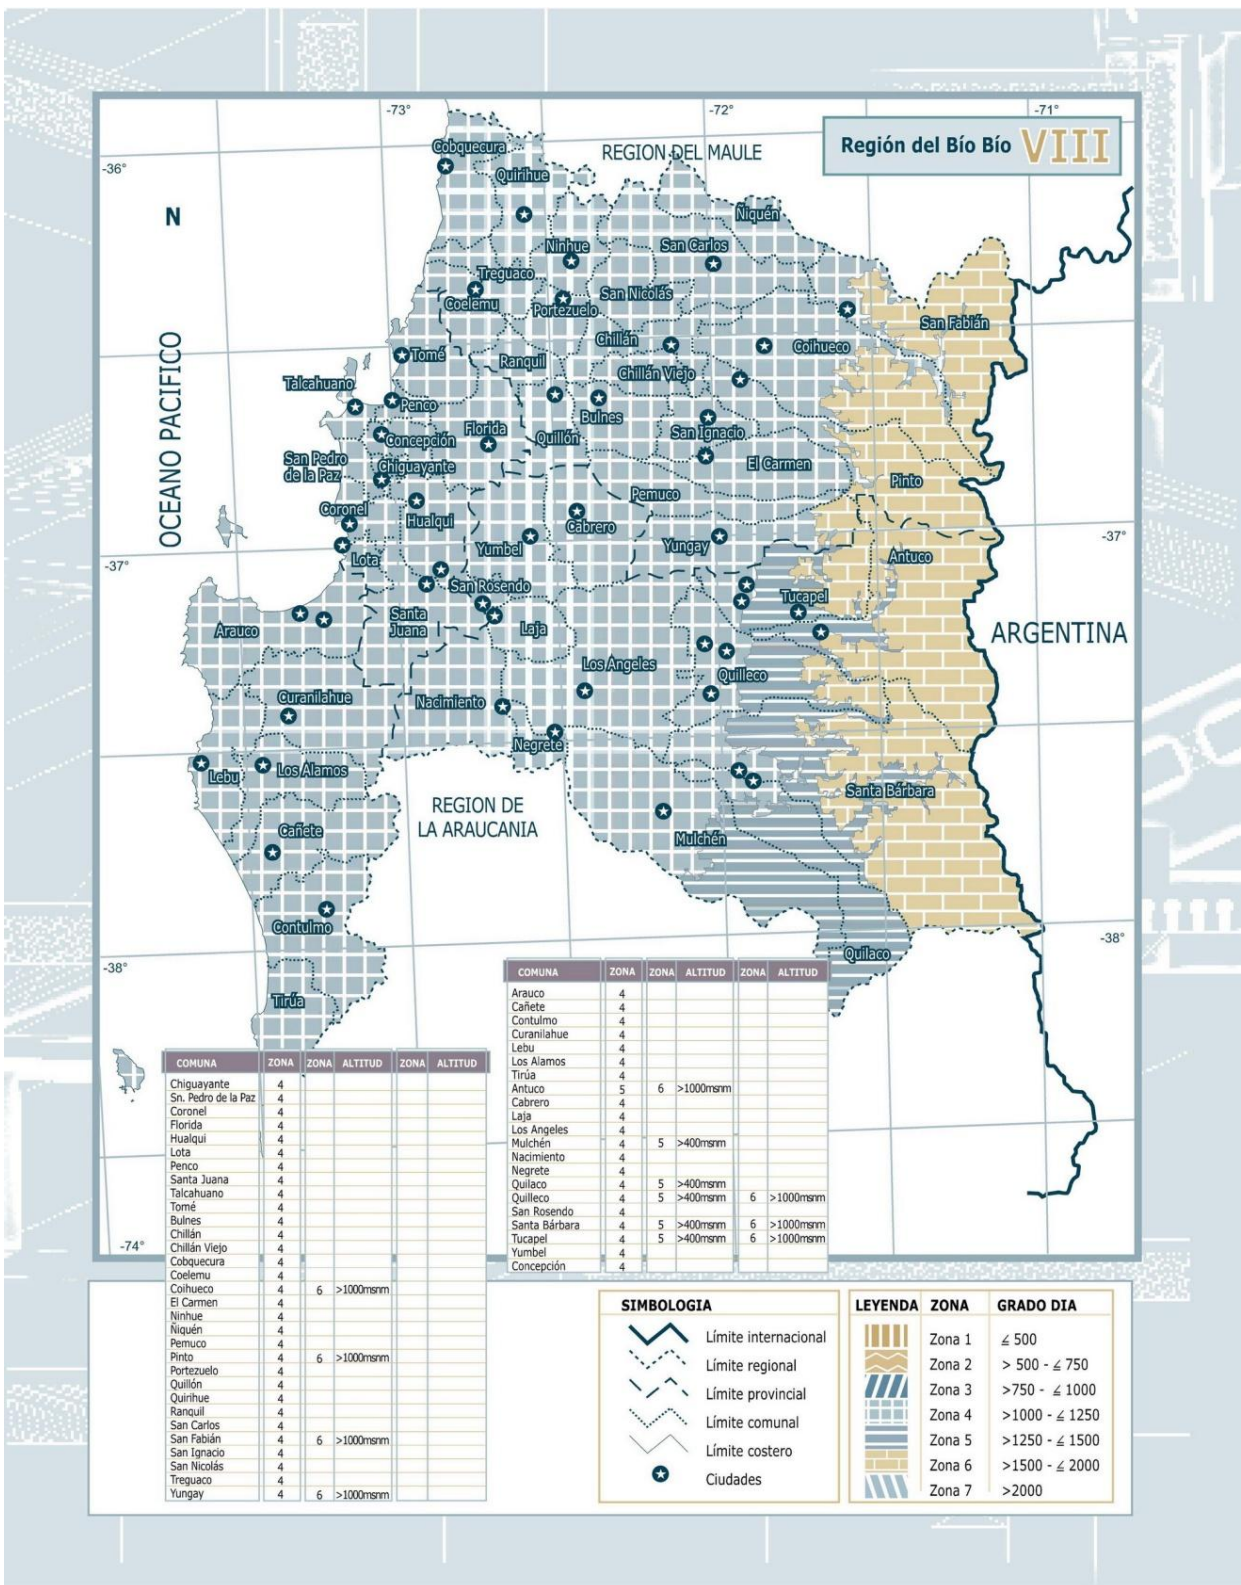 -73°
-72°
-71°
Región del Bío Bío VIII
-36°
Cobquecura
REGION DEL MAULE
Quirihue
N
Ñiquén
Ninhue
San Carlos
Treguaco
San Nicolás
Coelemu
Portezuelo
San Fabián
Chillán
Coihueco
Tomé
Ranquil
Chillán Viejo
OCEANO PACIFICO
Talcahuano
Penco
Bulnes
Florida
Concepción
Quillón
San Ignacio
San Pedro
de la Paz
Chiguayante
El Carmen
Pinto
Pemuco
Coronel
Hualqui
Cabrero
-37°
-37°
Lota
Yumbel
Yungay
Antuco
San Rosendo
Tucapel
Santa
Juana
Laja
Arauco
ARGENTINA
Los Angeles
Quilleco
Curanilahue
Nacimiento
Negrete
Lebu
Los Alamos
Santa Bárbara
REGION DE
LA ARAUCANIA
Cañete
Mulchén
Contulmo
-38°
-38°
Quilaco
Tirúa
-74°
COMUNA ZONA ZONA ALTITUD ZONA ALTITUD
Arauco 4
Cañete 4
Contulmo 4
Curanilahue 4
Lebu 4
Los Alamos 4
Tirúa 4
Antuco 5 6 >1000msnm
Cabrero 4
Laja 4
Los Angeles 4
Mulchén 4 5 >400msnm
Nacimiento 4
Negrete 4
Quilaco 4 5 >400msnm
Quilleco 4 5 >400msnm 6 >1000msnm
San Rosendo 4
Santa Bárbara 4 5 >400msnm 6 >1000msnm
Tucapel 4 5 >400msnm 6 >1000msnm
Yumbel 4
Concepción 4
COMUNA ZONA ZONA ALTITUD ZONA ALTITUD
Chiguayante 4
Sn. Pedro de la Paz 4
Coronel 4
Florida 4
Hualqui 4
Lota 4
Penco 4
Santa Juana 4
Talcahuano 4
Tomé 4
Bulnes 4
Chillán 4
Chillán Viejo 4
Cobquecura 4
Coelemu 4
Coihueco 4 6 >1000msnm
El Carmen 4
Ninhue 4
Ñiquén 4
Pemuco 4
Pinto 4 6 >1000msnm
Portezuelo 4
Quillón 4
Quirihue 4
Ranquil 4
San Carlos 4
San Fabián 4 6 >1000msnm
San Ignacio 4
San Nicolás 4
Treguaco 4
Yungay 4 6 >1000msnm
SIMBOLOGIA
Límite internacional
Límite regional
Límite provincial
Límite comunal
Límite costero
Ciudades
LEYENDA ZONA GRADO DIA
Zona 1 ≤ 500
Zona 2 > 500 - ≤ 750
Zona 3 >750 - ≤ 1000
Zona 4 >1000 - ≤ 1250
Zona 5 >1250 - ≤ 1500
Zona 6 >1500 - ≤ 2000
Zona 7 >2000